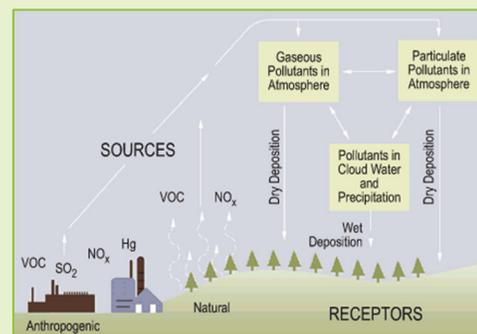 Gaseous
Pollutants in
Atmosphere
Particulate
Pollutants in
Atmosphere
SOURCES
Dry Deposition
Pollutants in
Cloud Water
and
Precipitation
Dry Deposition
VOC
NOx
Wet
Deposition
VOC
SO2
NOx
Hg
Natural
RECEPTORS
Anthropogenic